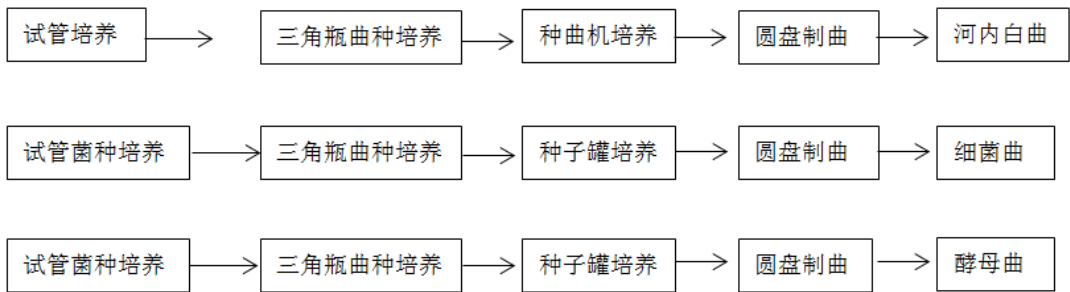 试管培养 三角瓶曲种培养 种曲机培养 圆盘制曲 河内白曲
试管菌种培养 三角瓶曲种培养 种子罐培养 圆盘制曲 细菌曲
试管菌种培养 三角瓶曲种培养 种子罐培养 圆盘制曲 酵母曲